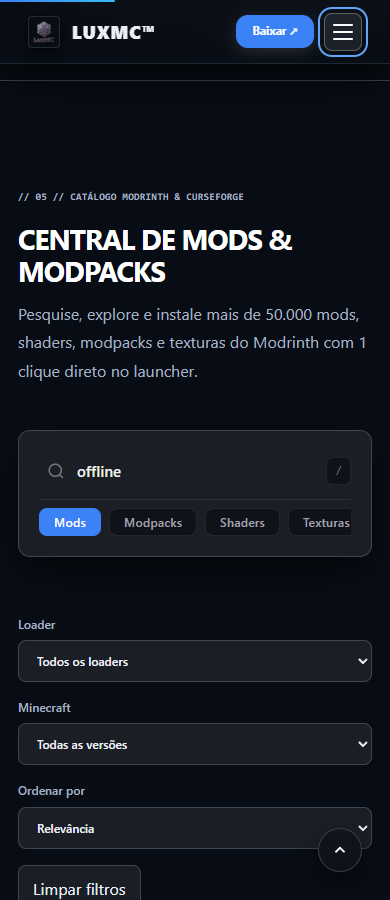 LUXMC™
Baixar ↗
// 05 // CATÁLOGO MODRINTH & CURSEFORGE
CENTRAL DE MODS &
MODPACKS
Pesquise, explore e instale mais de 50.000 mods,
shaders, modpacks e texturas do Modrinth com 1
clique direto no launcher.
offline
/
Mods
Modpacks
Shaders
Texturas
Loader
Todos os loaders
Minecraft
Todas as versões
Ordenar por
Relevância
Limpar filtros